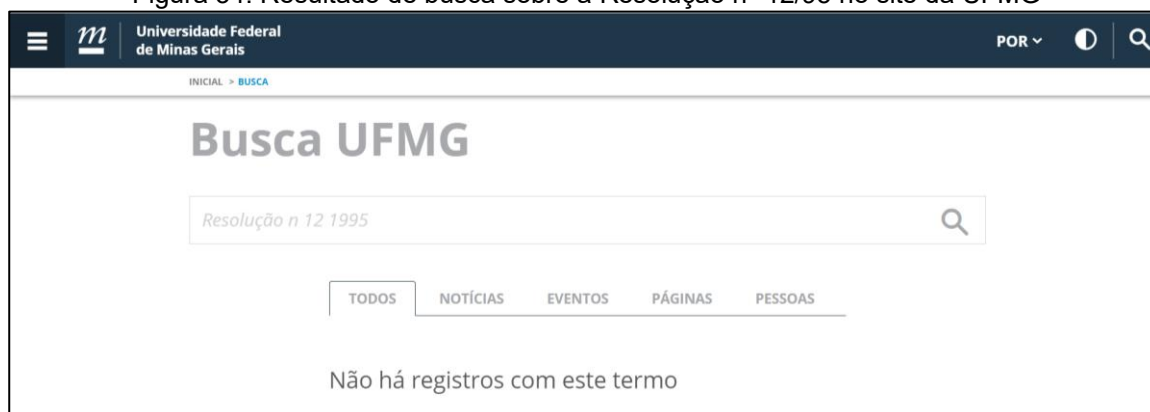 Universidade Federal
de Minas Gerais
POR
INICIAL > BUSCA
Busca UFMG
Resolução n 12 1995
TODOS NOTÍCIAS EVENTOS PÁGINAS PESSOAS
Não há registros com este termo